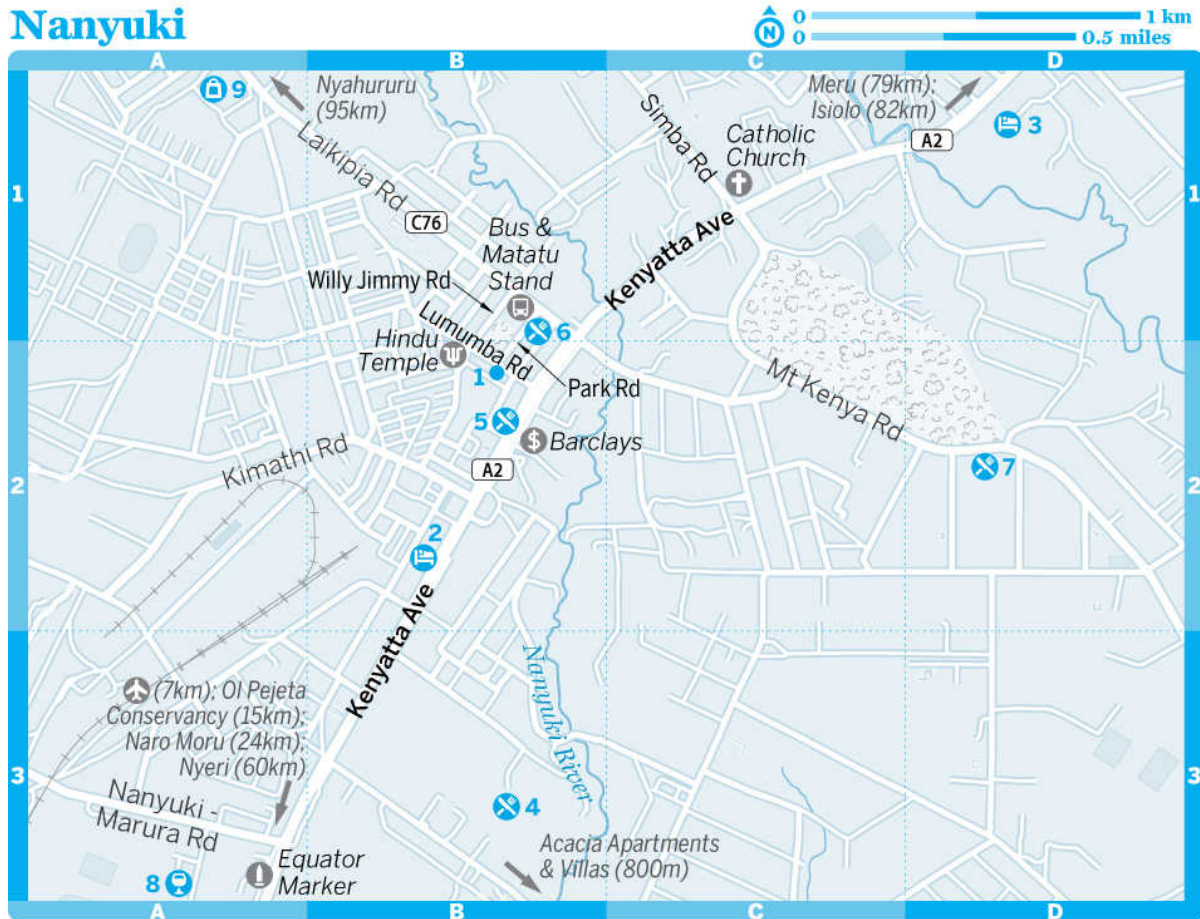 Nanyuki
N
0
1 km
0
0.5 miles
A
B
C
D
9
Nyahururu
(95km)
Meru (79km);
Isiolo (82km)
3
A2
Simba Rd
Catholic
Church
Laikipia Rd
1
1
C76
Bus &
Matatu
Stand
Kenyatta Ave
Willy Jimmy Rd
Lumumba Rd
6
Hindu
Temple
1
Park Rd
Mt Kenya Rd
5
Barclays
Kimathi Rd
A2
7
2
2
2
Kenyatta Ave
Nanyuki River
(7km); Ol Pejeta
Conservancy (15km);
Naro Moru (24km);
Nyeri (60km)
3
3
Nanyuki -
Marura Rd
4
Acacia Apartments
& Villas (800m)
Equator
Marker
8
A
B
C
D